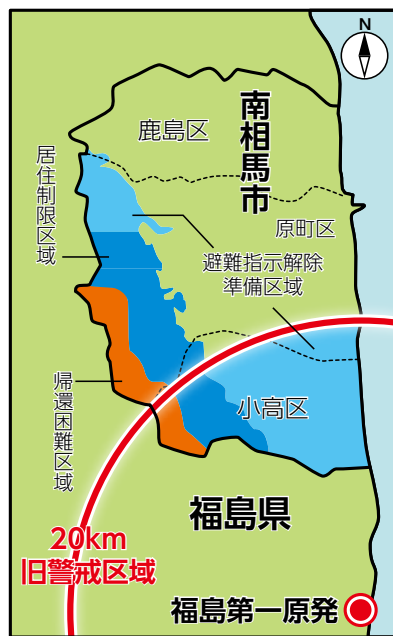 N
南相馬市
鹿島区
居住制限区域
原町区
避難指示解除
準備区域
帰還困難区域
小高区
福島県
20km
旧警戒区域
福島第一原発